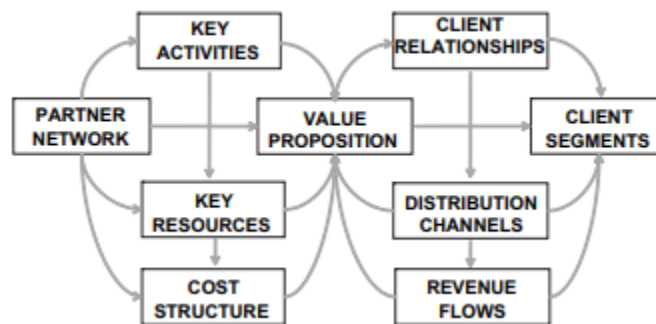 KEY
ACTIVITIES
CLIENT
RELATIONSHIPS
PARTNER
NETWORK
VALUE
PROPOSITION
CLIENT
SEGMENTS
KEY
RESOURCES
DISTRIBUTION
CHANNELS
COST
STRUCTURE
REVENUE
FLOWS